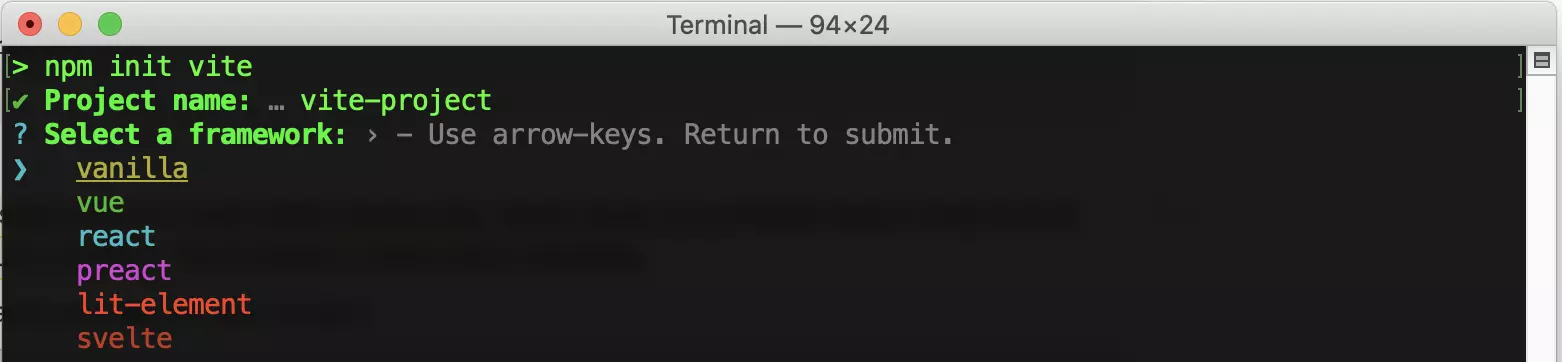 Terminal — 94×24
[> npm init vite ]
[✔ Project name: … vite-project ]
? Select a framework: › - Use arrow-keys. Return to submit.
❯ vanilla
vue
react
preact
lit-element
svelte